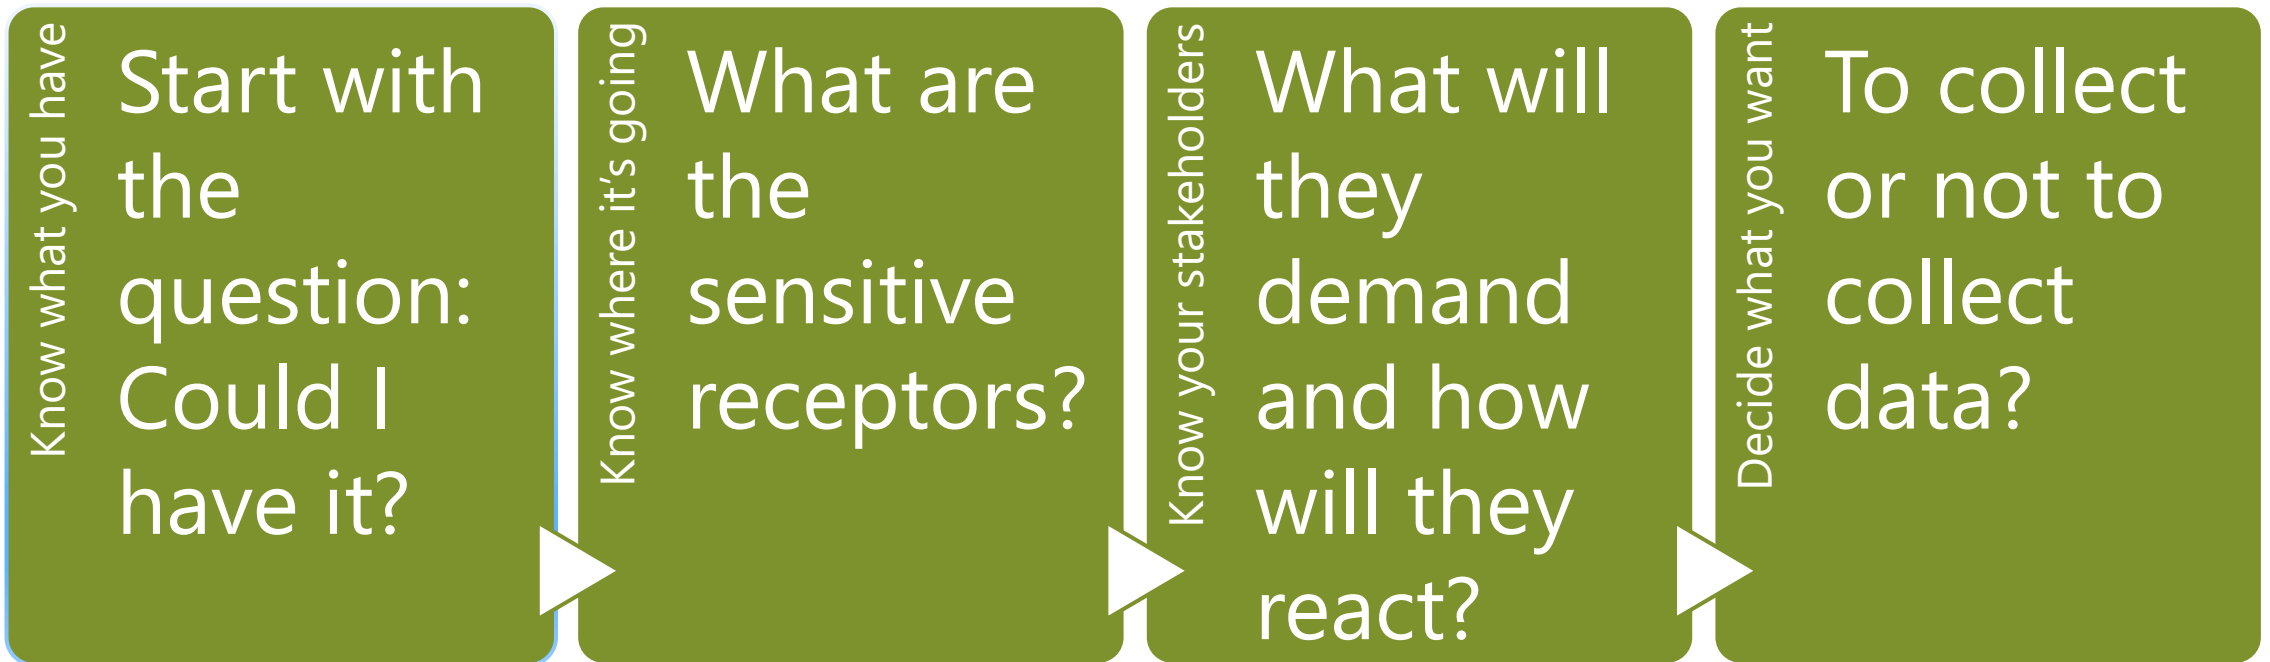 Know what you have
Start with
the
question:
Could I
have it?
Know where it's going
What are
the
sensitive
receptors?
Know your stakeholders
What will
they
demand
and how
will they
react?
Decide what you want
To collect
or not to
collect
data?